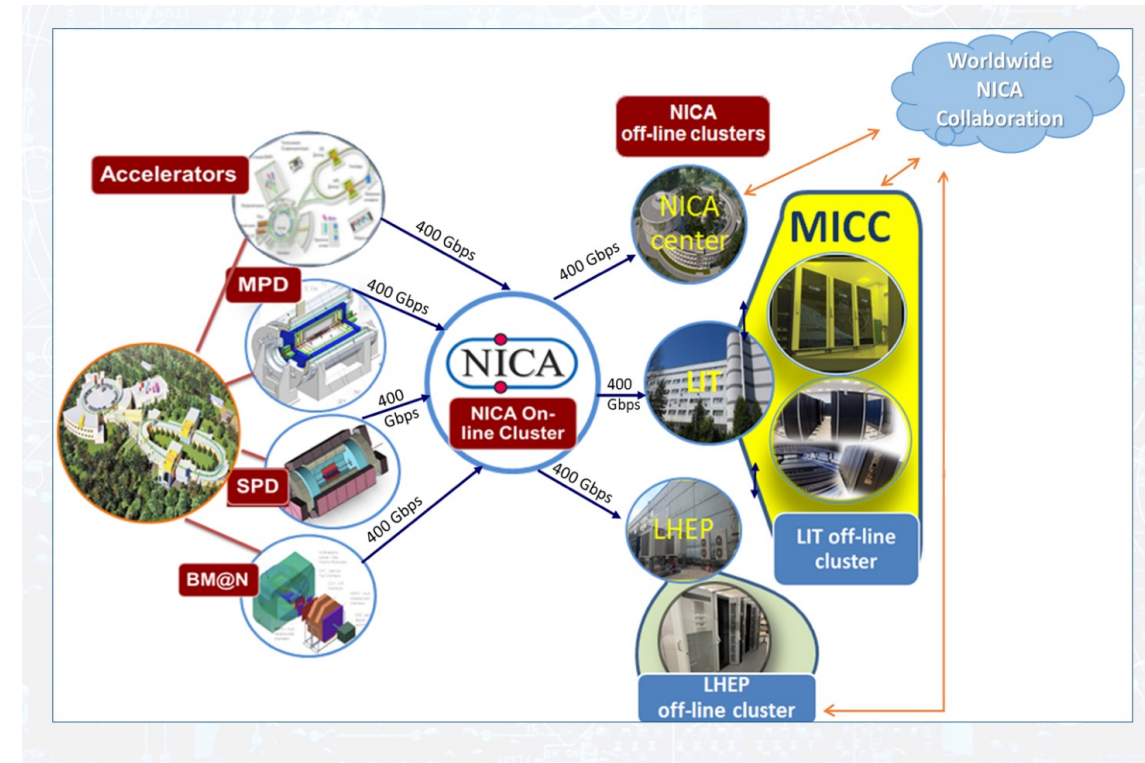 Worldwide
NICA
Collaboration
NICA
off-line clusters
Accelerators
NICA
center
MICC
400 Gbps
400 Gbps
MPD
400 Gbps
NICA
LIT
400
Gbps
400
Gbps
NICA On-
line Cluster
SPD
400 Gbps
LHEP
400 Gbps
LIT off-line
cluster
BM@N
LHEP
off-line cluster